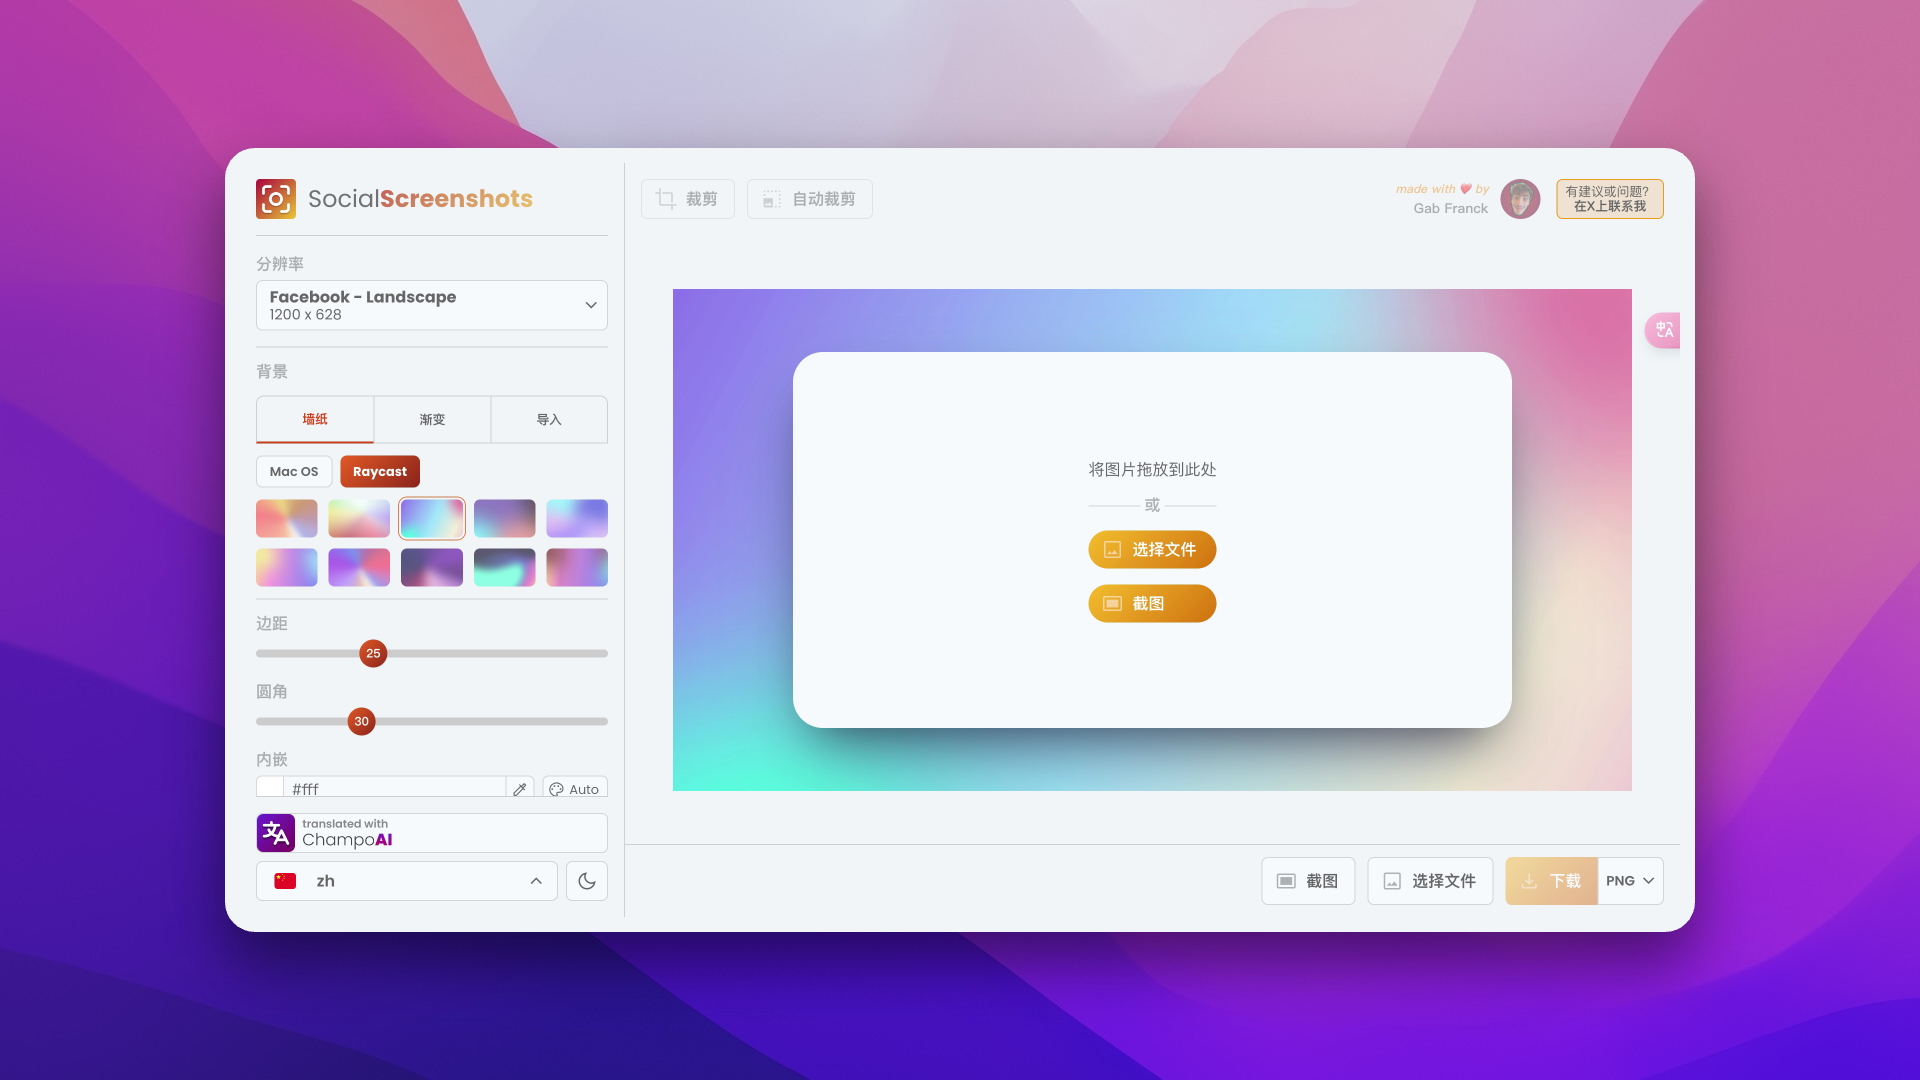 SocialScreenshots
分辨率
Facebook - Landscape
1200 x 628
背景
墙纸
渐变
导入
Mac OS
Raycast
边距
25
圆角
30
内嵌
#fff
Auto
translated with
ChampoAI
zh
裁剪
自动裁剪
made with ❤️ by
Gab Franck
有建议或问题?
在X上联系我
中A
将图片拖放到此处
或
选择文件
截图
截图
选择文件
下载
PNG